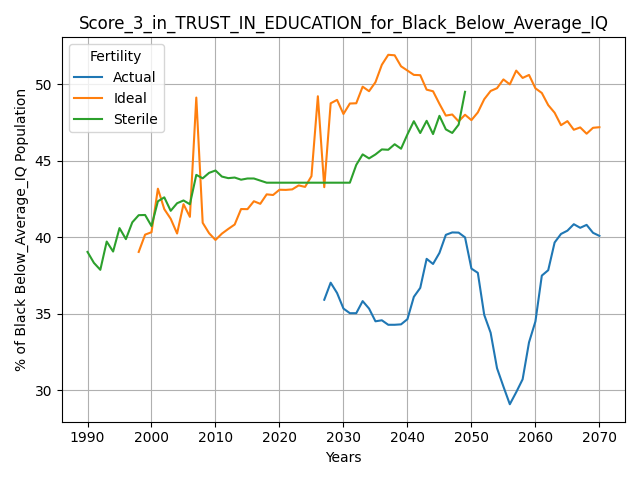 Score_3_in_TRUST_IN_EDUCATION_for_Black_Below_Average_IQ
Fertility
Actual
Ideal
Sterile
% of Black Below_Average_IQ Population
50
45
40
35
30
1990 2000 2010 2020 2030 2040 2050 2060 2070
Years